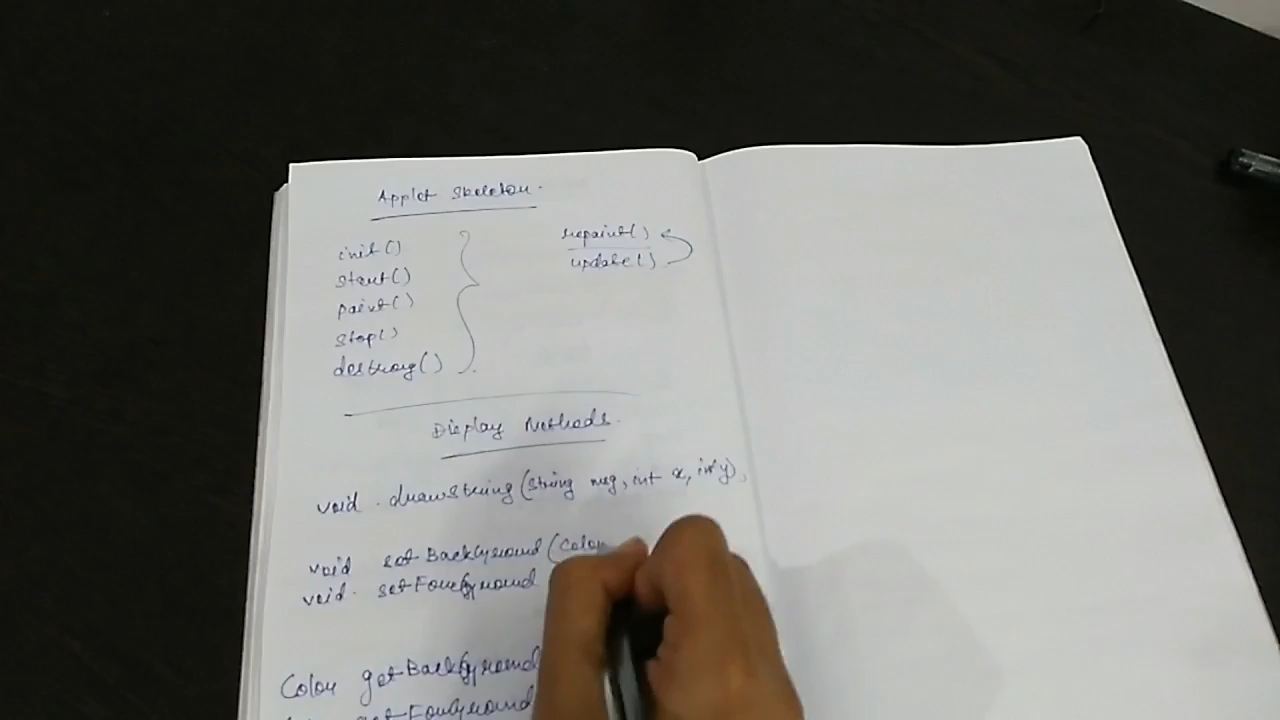 Applet Skeleton.
init()
start()
paint()
stop()
destroy()
repaint()
update()
Display Methods.
void drawString(String msg, int x, int y),
void setBackground(Color
void setForeground
Color getBackground
getForeground